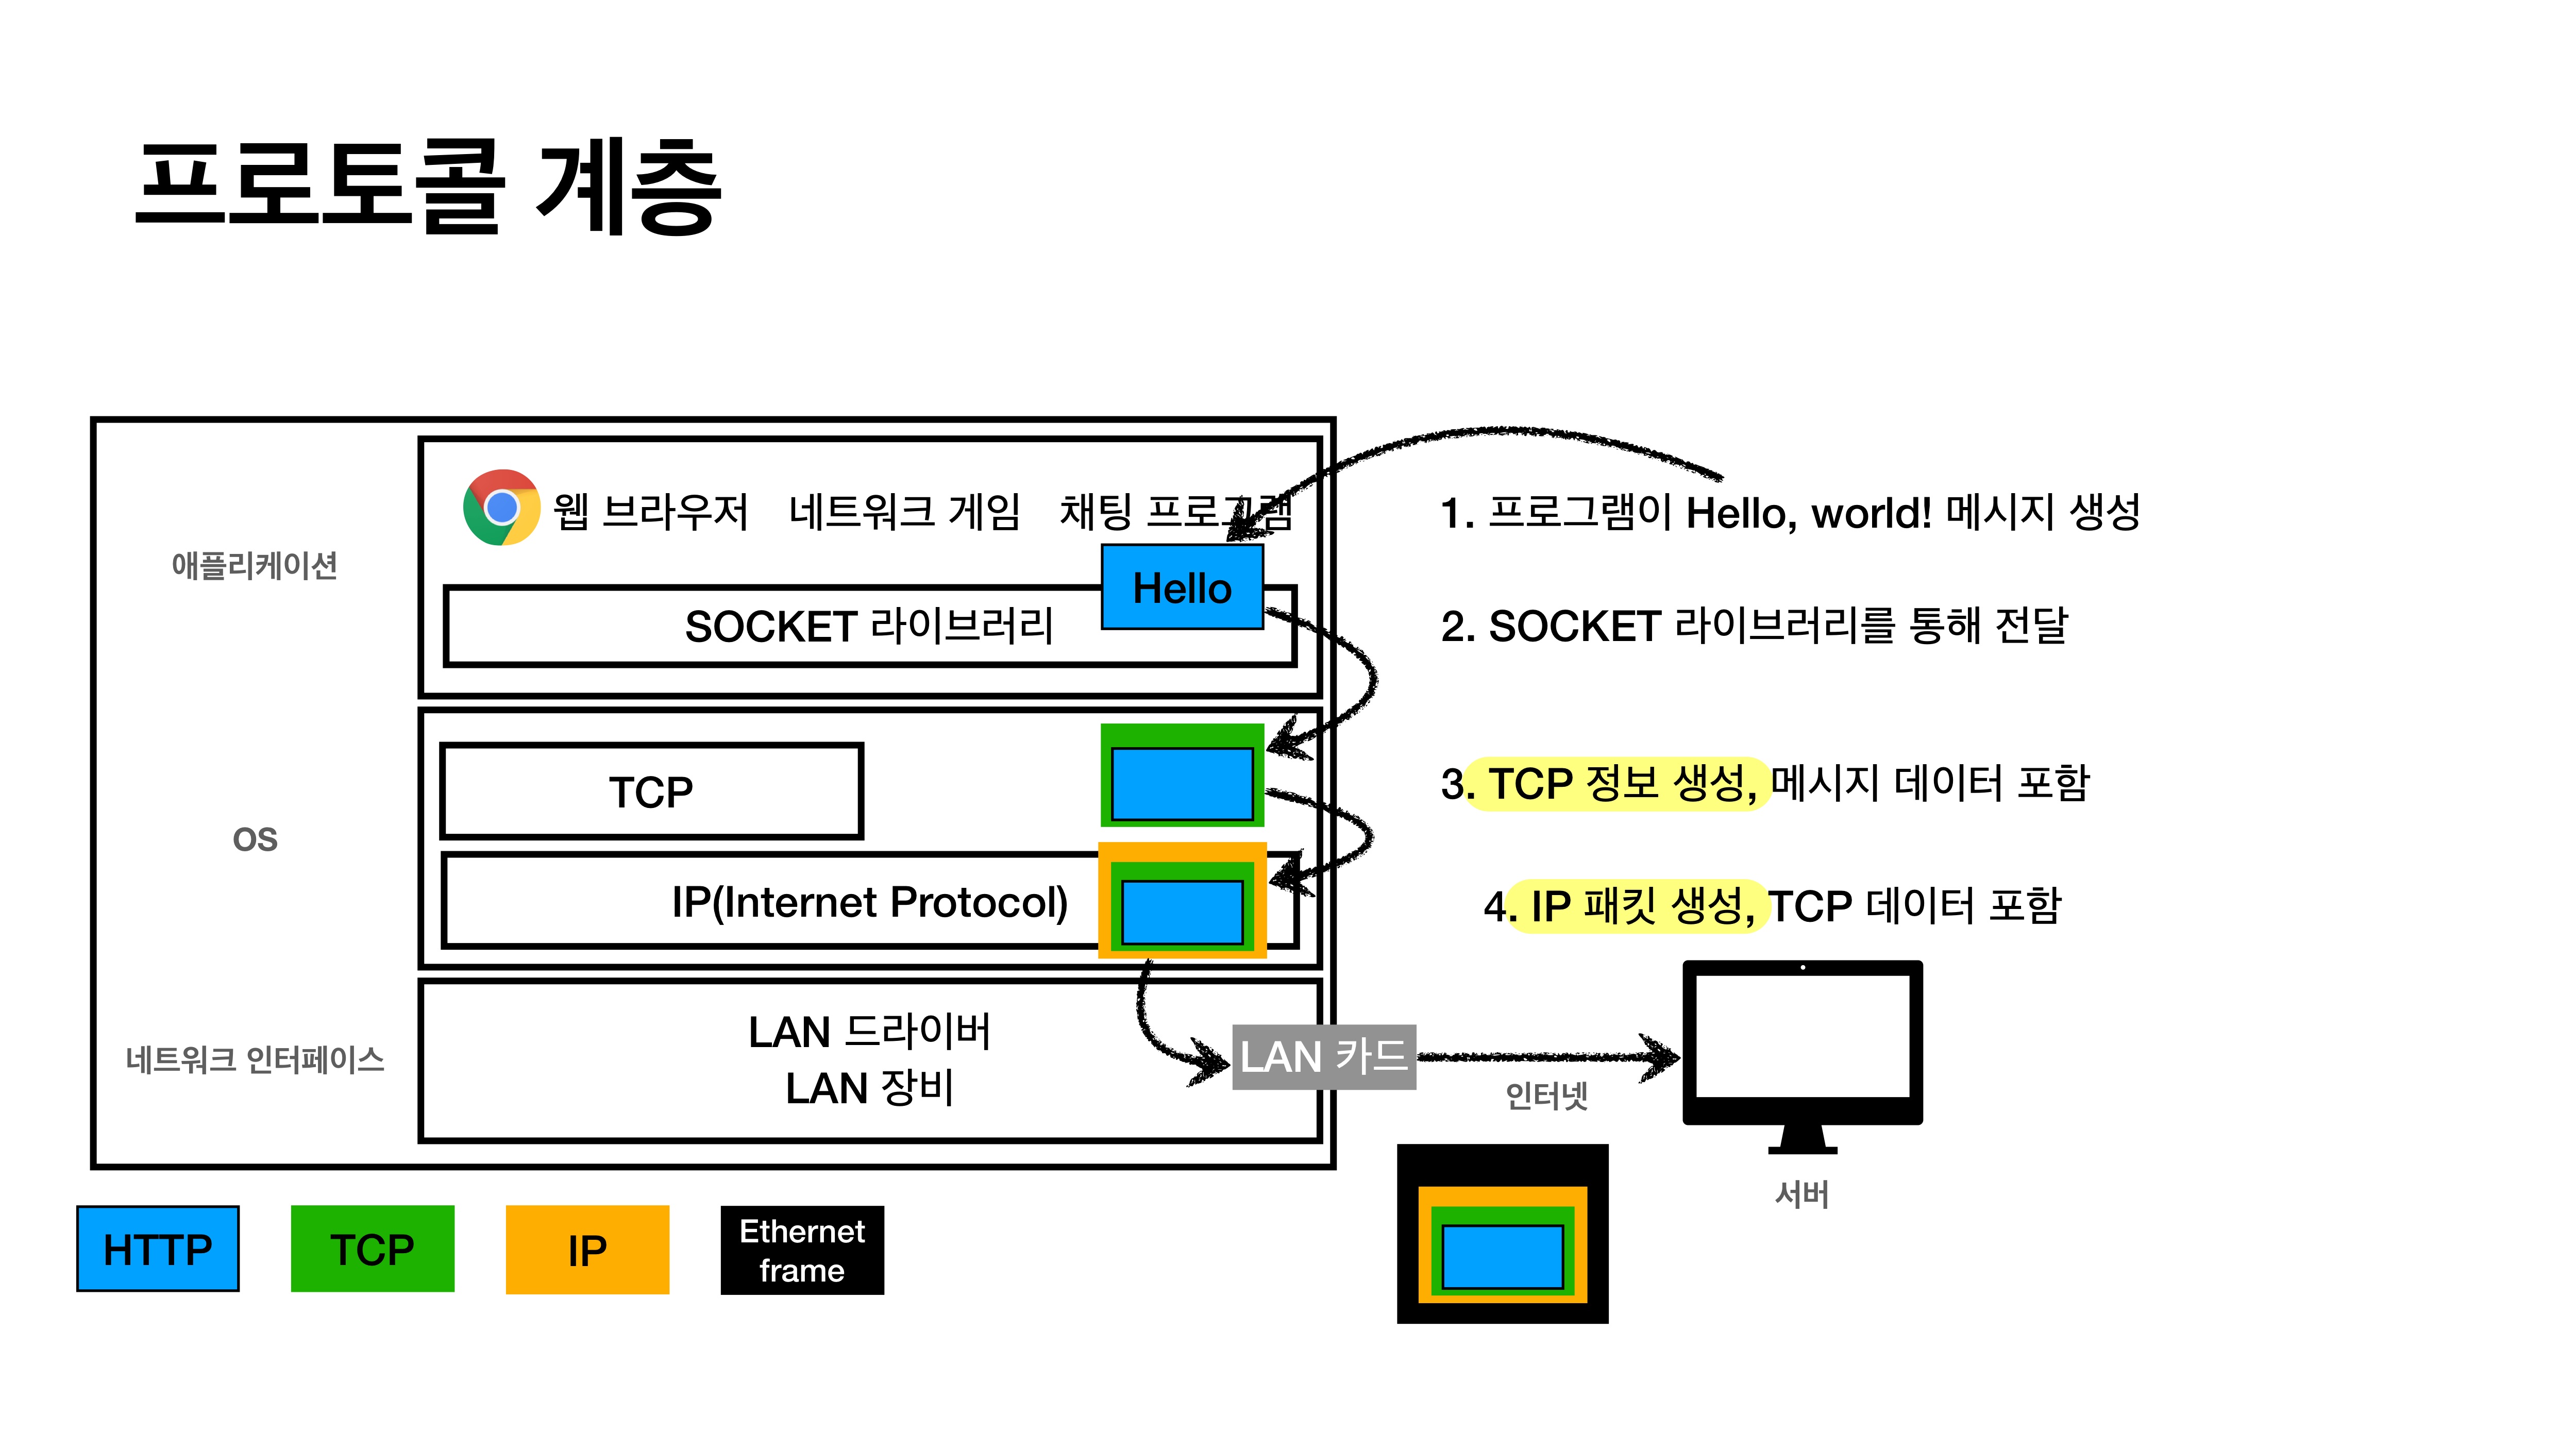 프로토콜 계층
애플리케이션
웹 브라우저 네트워크 게임 채팅 프로그램
Hello
SOCKET 라이브러리
OS
TCP
IP(Internet Protocol)
네트워크 인터페이스
LAN 드라이버
LAN 장비
LAN 카드
1. 프로그램이 Hello, world! 메시지 생성
2. SOCKET 라이브러리를 통해 전달
3. TCP 정보 생성, 메시지 데이터 포함
4. IP 패킷 생성, TCP 데이터 포함
인터넷
서버
HTTP
TCP
IP
Ethernet
frame